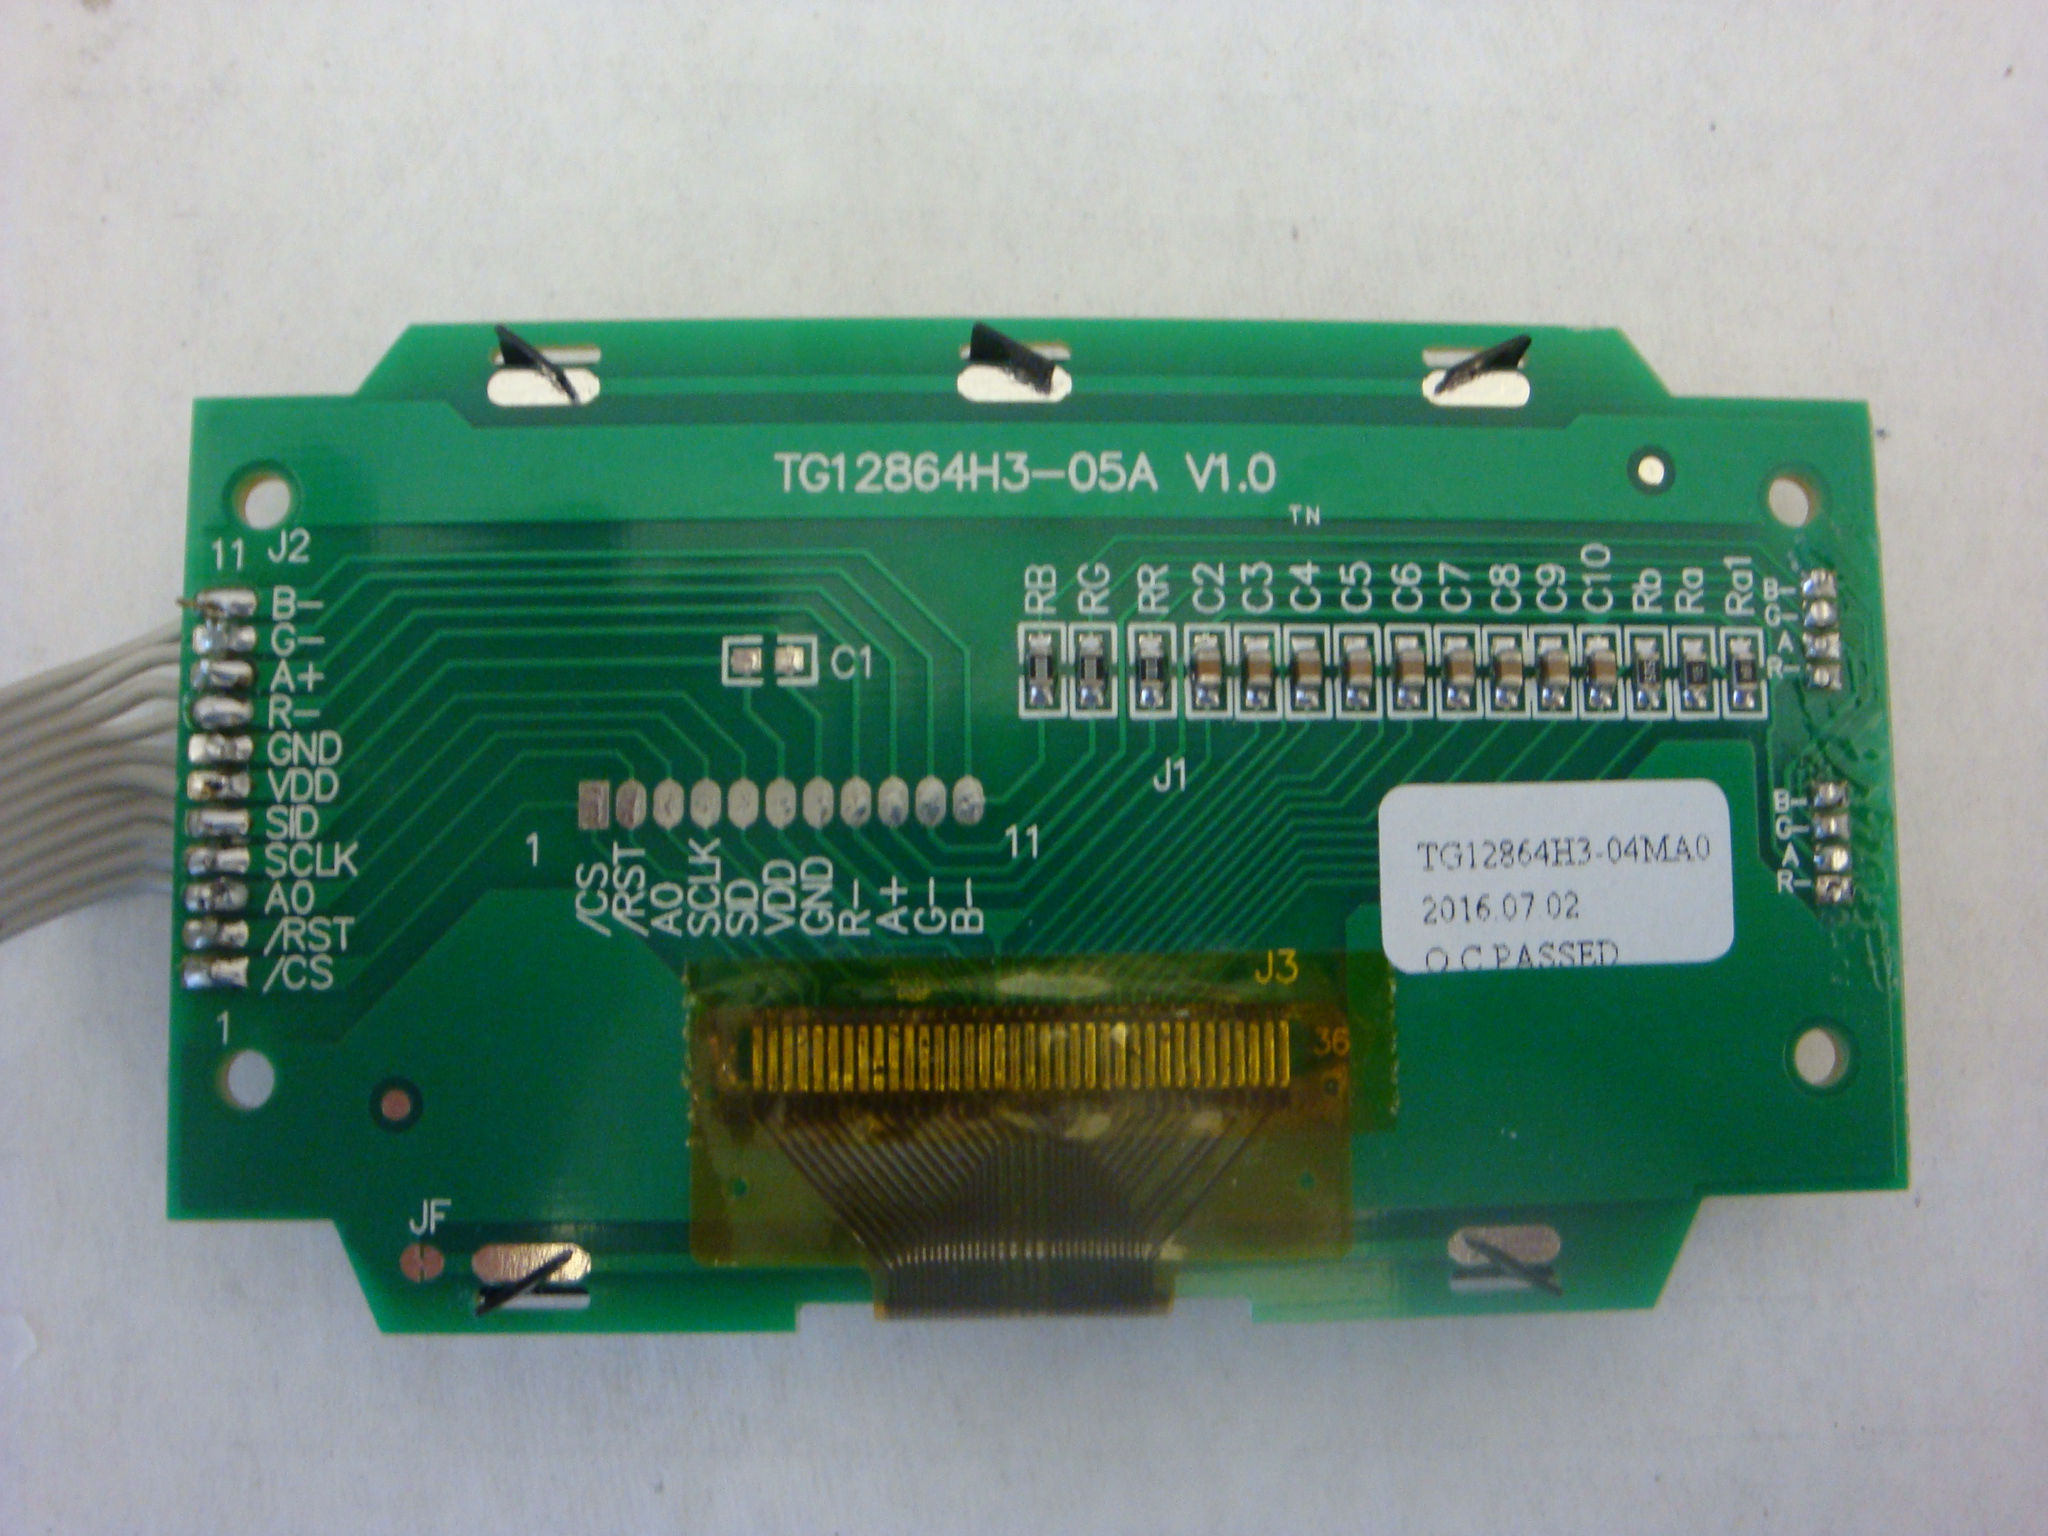 TG12864H3-05A V1.0
TN
11 J2
B-
G-
A+
R-
GND
VDD
SID
SCLK
A0
/RST
/CS
1
C1
RB
RG
RR
C2
C3
C4
C5
C6
C7
C8
C9
C10
Rb
Ra
Ra1
J1
B-
G-
A
R-
1
11
/CS
/RST
A0
SCLK
SID
VDD
GND
R-
A+
G-
B-
TG12864H3-04MA0
2016.07.02
Q.C.PASSED
B-
G-
A
R-
J3
36
JF